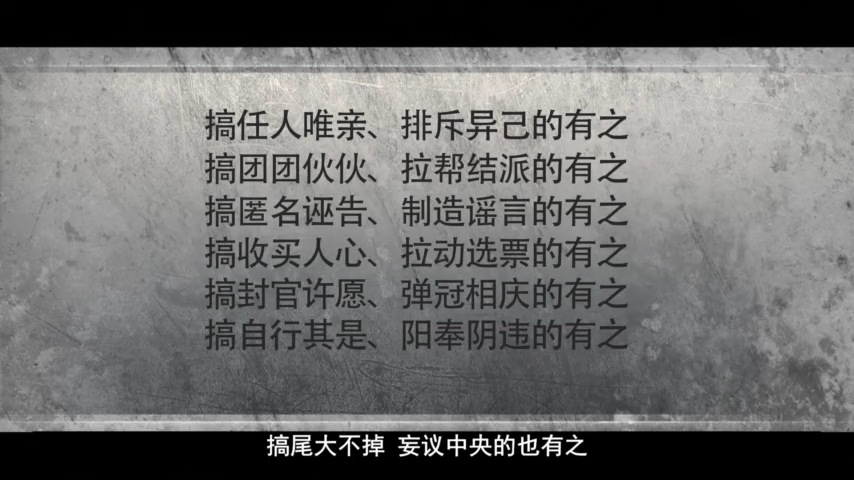 搞任人唯亲、排斥异己的有之
搞团团伙伙、拉帮结派的有之
搞匿名诬告、制造谣言的有之
搞收买人心、拉动选票的有之
搞封官许愿、弹冠相庆的有之
搞自行其是、阳奉阴违的有之
搞尾大不掉 妄议中央的也有之